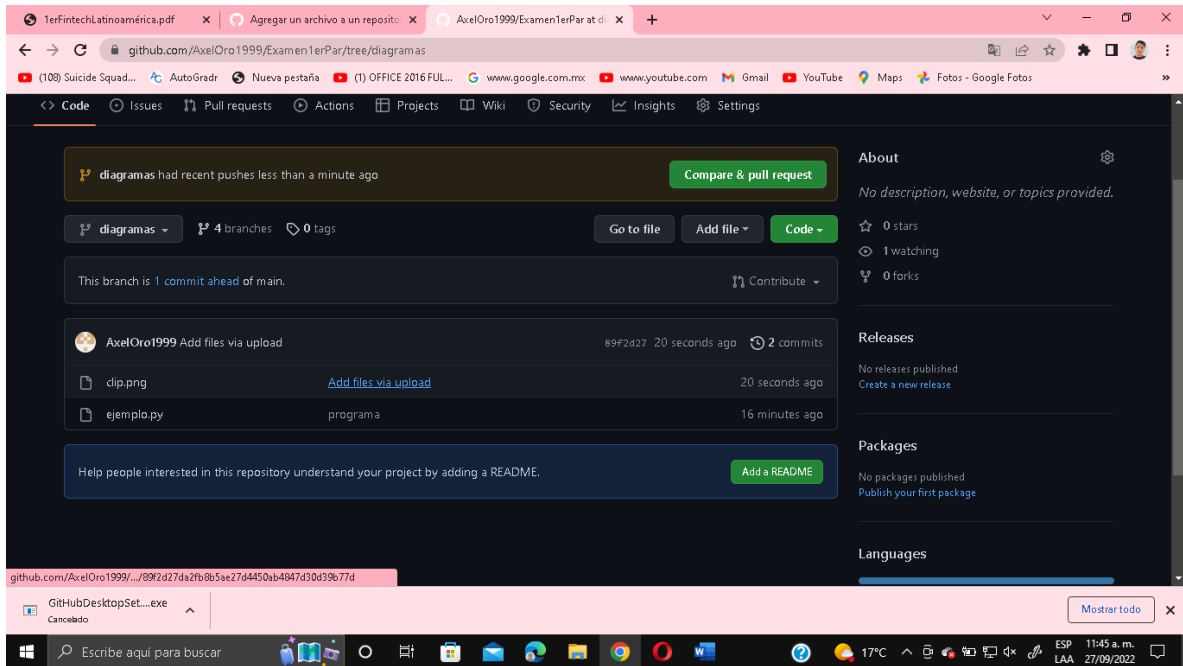 1erFintechLatinoamérica.pdf
Agregar un archivo a un reposito
AxelOro1999/Examen1erPar at di
github.com/AxelOro1999/Examen1erPar/tree/diagramas
(108) Suicide Squad... AutoGradr Nueva pestaña (1) OFFICE 2016 FUL... www.google.com.mx www.youtube.com Gmail YouTube Maps Fotos - Google Fotos »
<> Code Issues Pull requests Actions Projects Wiki Security Insights Settings
diagramas had recent pushes less than a minute ago
Compare & pull request
diagramas 4 branches 0 tags
Go to file Add file Code
This branch is 1 commit ahead of main.
Contribute
AxelOro1999 Add files via upload 89f2d27 20 seconds ago 2 commits
clip.png Add files via upload 20 seconds ago
ejemplo.py programa 16 minutes ago
Help people interested in this repository understand your project by adding a README.
Add a README
About
No description, website, or topics provided.
0 stars
1 watching
0 forks
Releases
No releases published
Create a new release
Packages
No packages published
Publish your first package
Languages
github.com/AxelOro1999/.../89f2d27da2fb8b5ae27d4450ab4847d30d39b77d
GitHubDesktopSet....exe
Cancelado
Mostrar todo
Escribe aquí para buscar
17°C
ESP
LAA
11:45 a. m.
27/09/2022